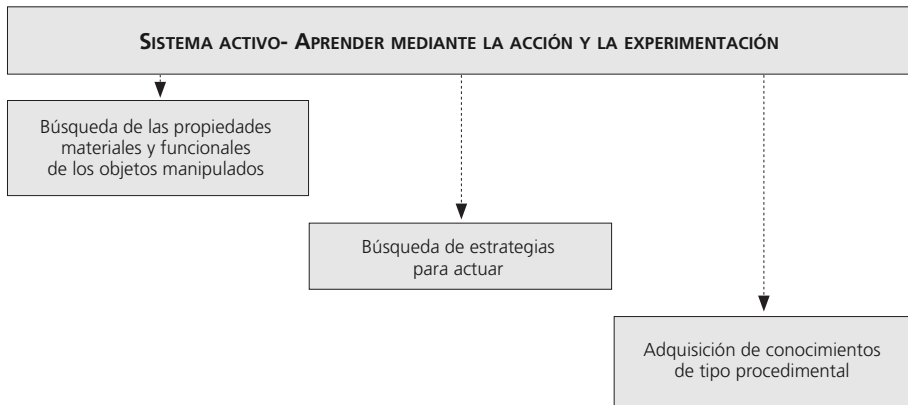 SISTEMA ACTIVO- APRENDER MEDIANTE LA ACCIÓN Y LA EXPERIMENTACIÓN
Búsqueda de las propiedades
materiales y funcionales
de los objetos manipulados
Búsqueda de estrategias
para actuar
Adquisición de conocimientos
de tipo procedimental